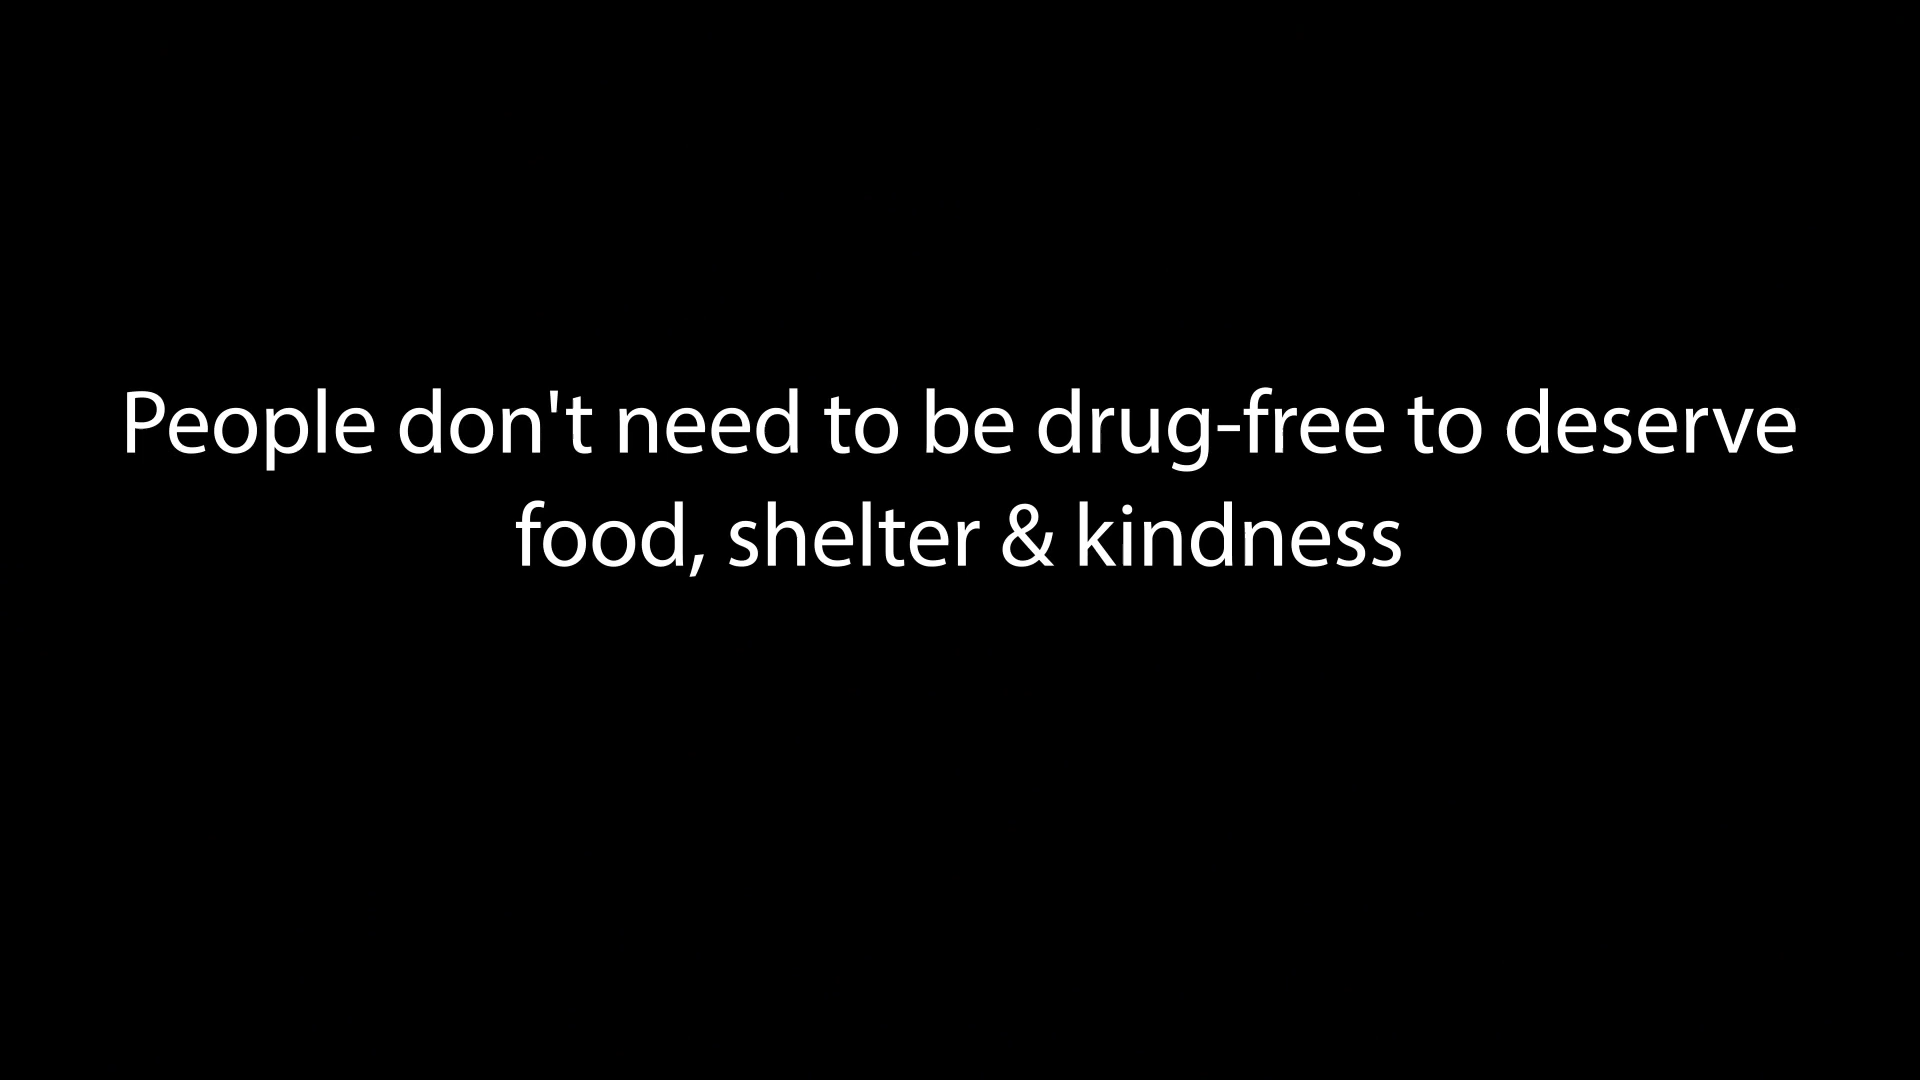 People don't need to be drug-free to deserve
food, shelter & kindness